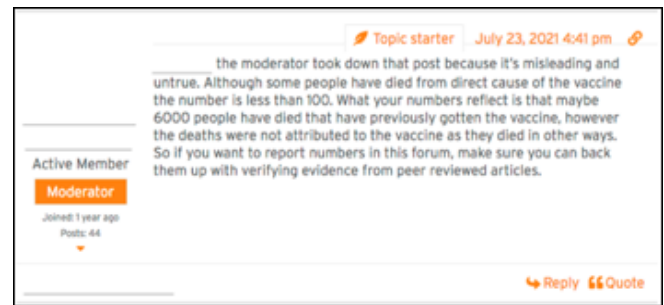 Topic starter July 23, 2021 4:41 pm
the moderator took down that post because it's misleading and
untrue. Although some people have died from direct cause of the vaccine
the number is less than 100. What your numbers reflect is that maybe
6000 people have died that have previously gotten the vaccine, however
the deaths were not attributed to the vaccine as they died in other ways.
So if you want to report numbers in this forum, make sure you can back
them up with verifying evidence from peer reviewed articles.
Active Member
Moderator
Joined: 1 year ago
Posts: 44
Reply Quote